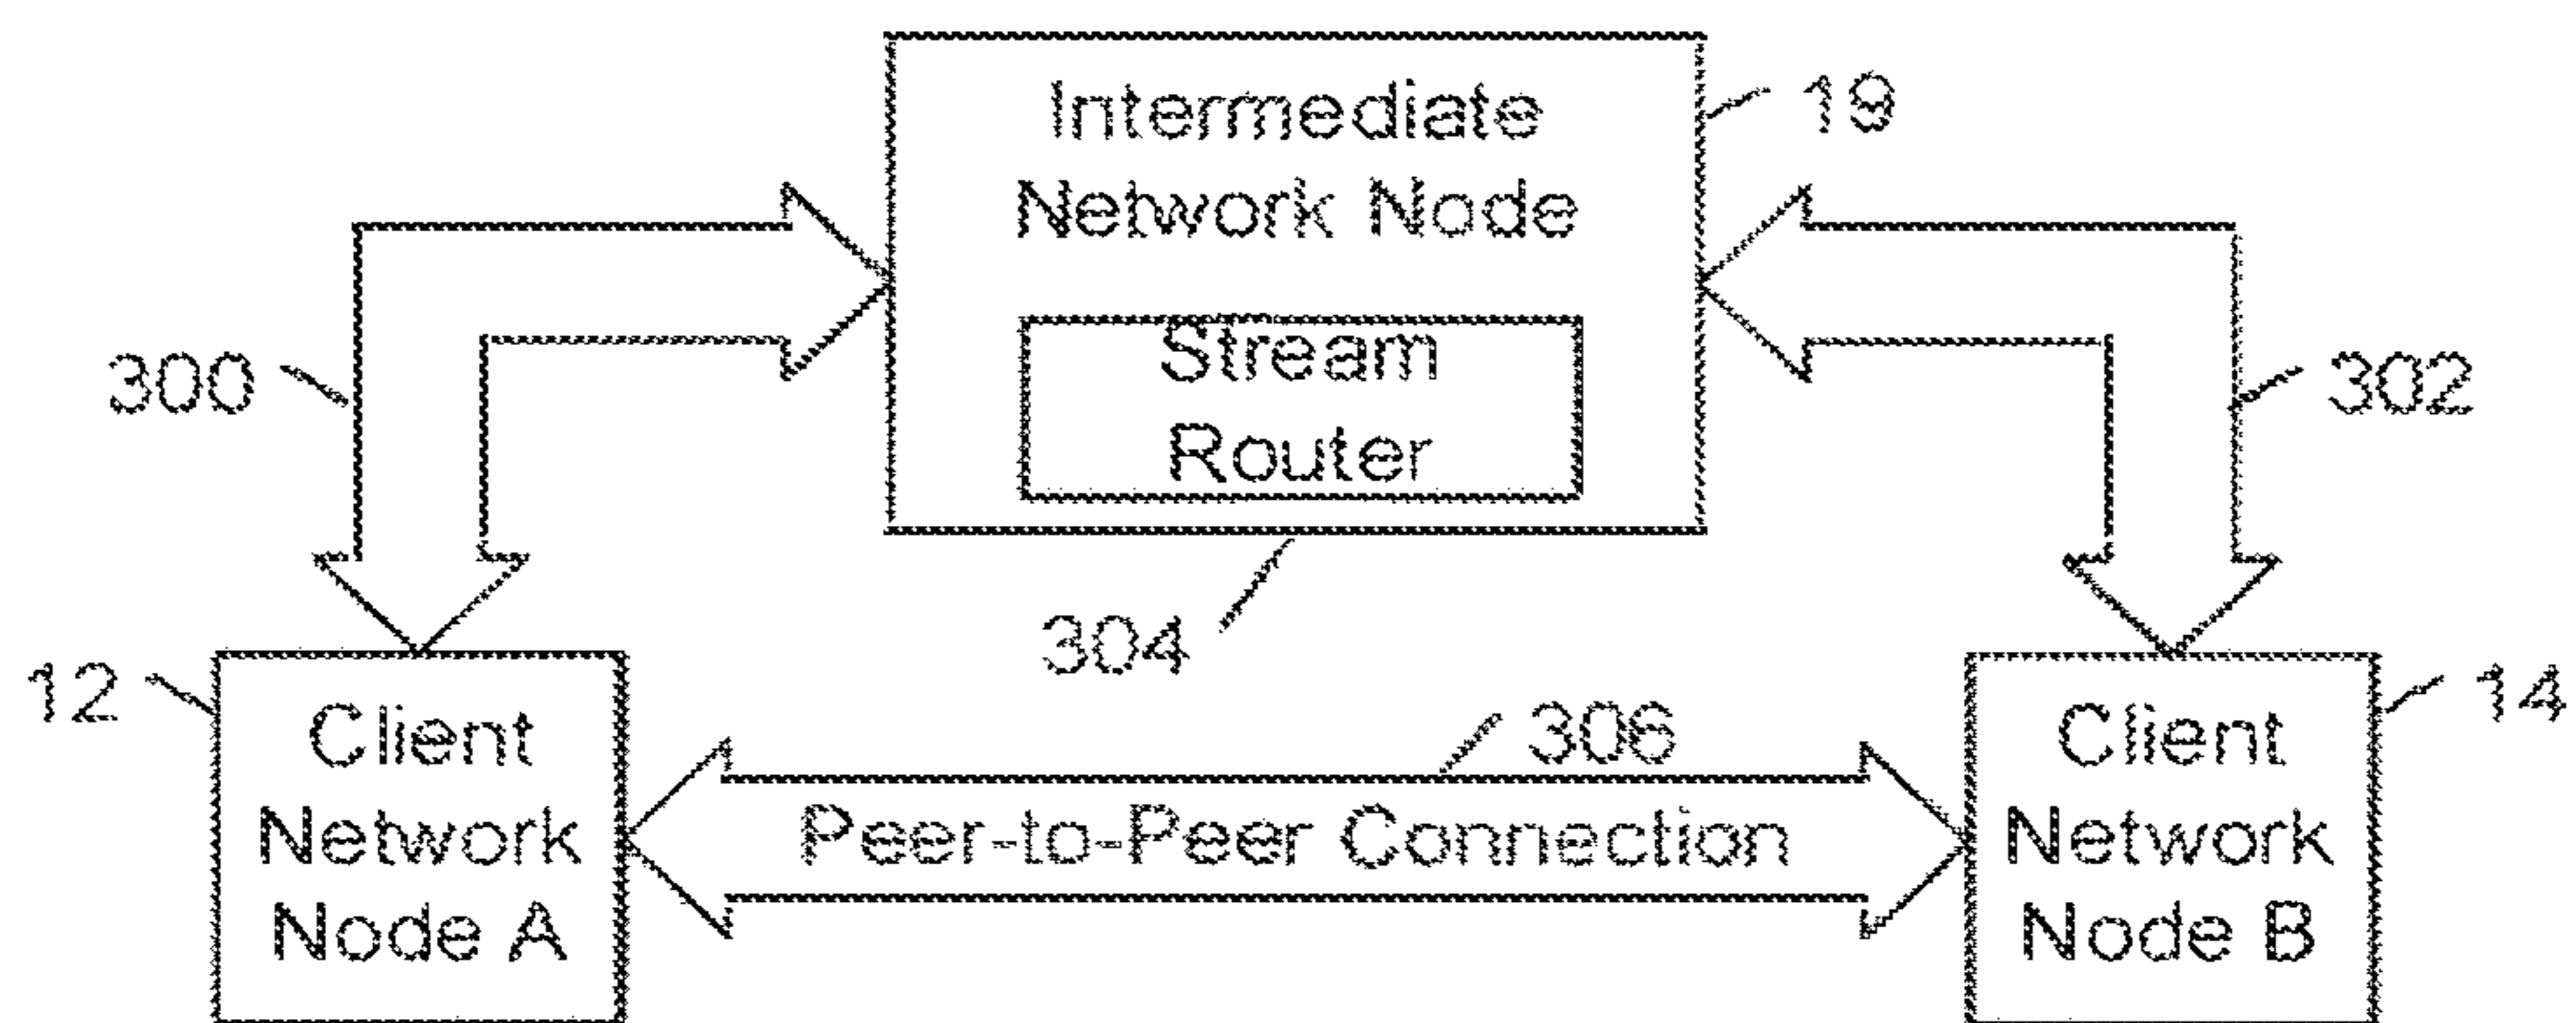 Intermediate
Network Node
19
Stream
Router
300
302
304
12
Client
Network
Node A
306
Peer-to-Peer Connection
Client
Network
Node B
14